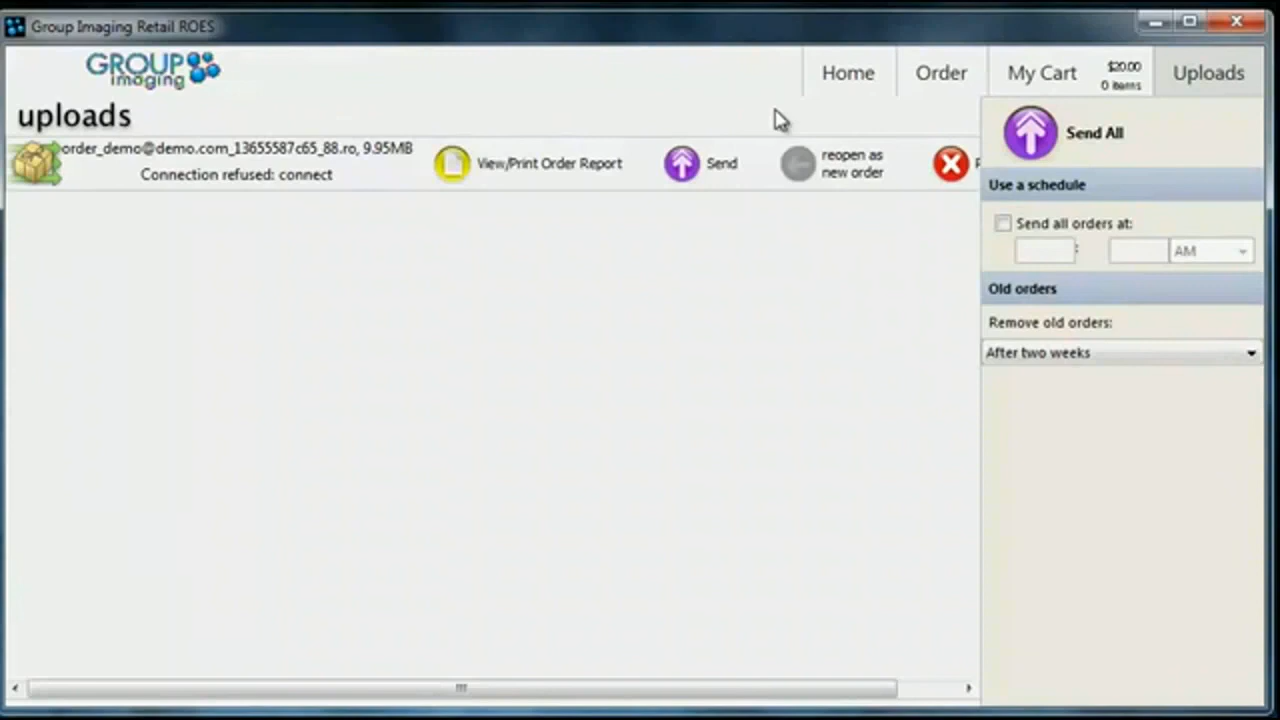 Group Imaging Retail ROES
GROUP
imaging
Home
Order
My Cart
$20.00
0 items
Uploads
uploads
order_demo@demo.com_13655587c65_88.ro, 9.95MB
Connection refused: connect
View/Print Order Report
Send
reopen as
new order
Send All
Use a schedule
Send all orders at:
:
AM
Old orders
Remove old orders:
After two weeks